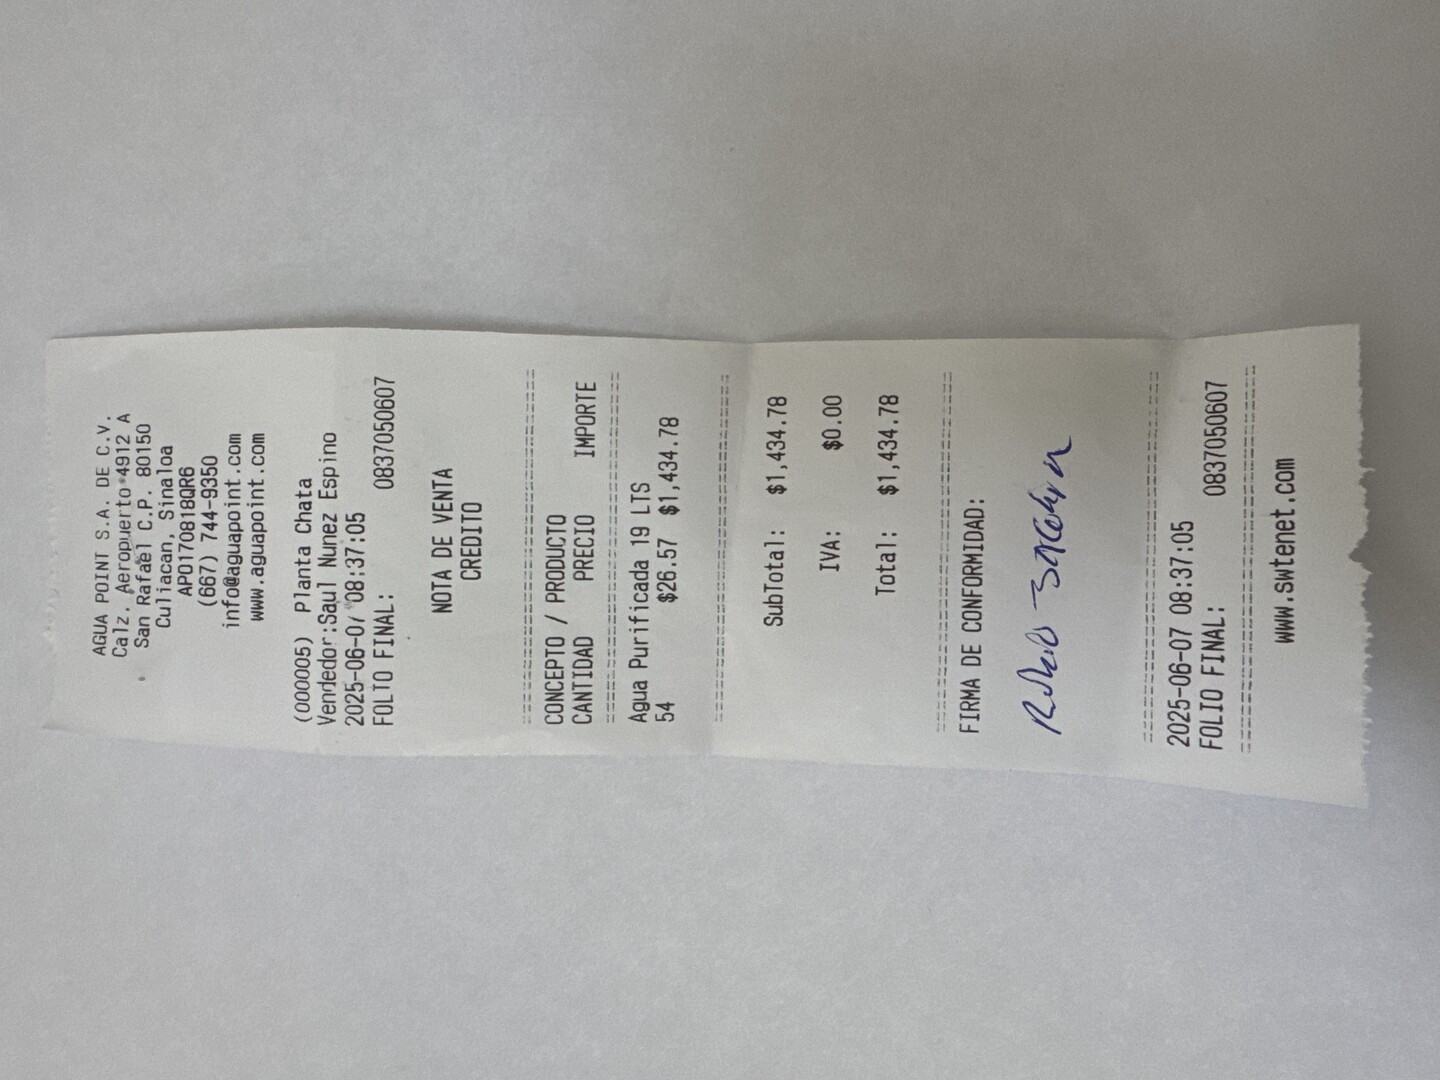 AGUA POINT S.A. DE C.V.
Calz. Aeropuerto 4912 A
San Rafael C.P. 80150
Culiacan, Sinaloa
APO170818QR6
(667) 744-9350
info@aguapoint.com
www.aguapoint.com
(000005) Planta Chata
Vendedor:Saul Nunez Espino
2025-06-07 08:37:05
FOLIO FINAL: 0837050607
NOTA DE VENTA
CREDITO
CONCEPTO / PRODUCTO
CANTIDAD PRECIO IMPORTE
Agua Purificada 19 LTS
54 $26.57 $1,434.78
SubTotal: $1,434.78
IVA: $0.00
Total: $1,434.78
FIRMA DE CONFORMIDAD:
2025-06-07 08:37:05
FOLIO FINAL: 0837050607
www.swtenet.com